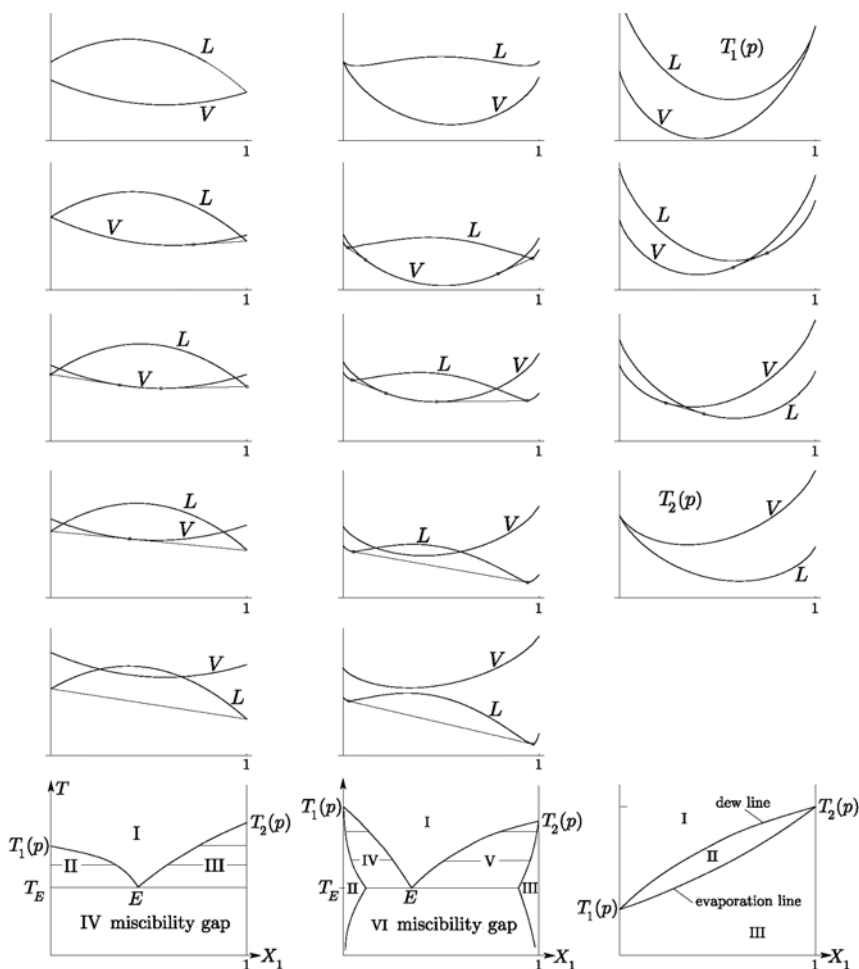 L
V
1
L
V
1
T₁(p)
L
V
1
L
V
1
L
V
1
L
V
1
L
V
1
L
V
1
V
L
1
L
V
1
V
L
1
T₂(p)
V
L
1
V
L
1
V
L
1
T
T₁(p)
I
T₂(p)
II
III
T_E
E
IV miscibility gap
1
X₁
T₁(p)
I
T₂(p)
IV
V
T_E
II
III
E
VI miscibility gap
1
X₁
I
dew line
T₂(p)
II
T₁(p)
evaporation line
III
1
X₁